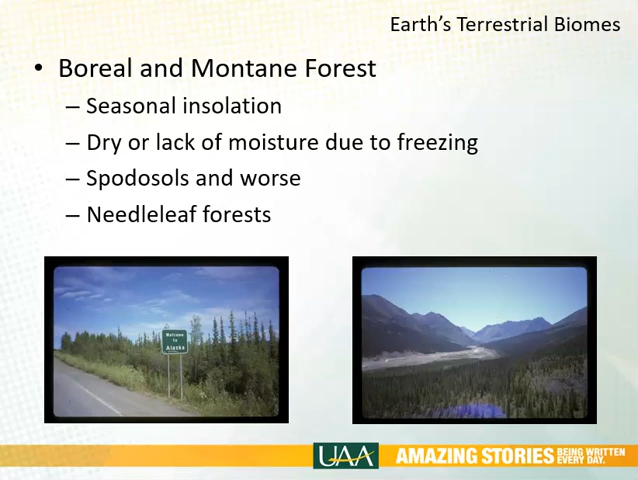 Earth's Terrestrial Biomes
• Boreal and Montane Forest
– Seasonal insolation
– Dry or lack of moisture due to freezing
– Spodosols and worse
– Needleleaf forests
Welcome
to
Alaska
UAA AMAZING STORIES BEING WRITTEN
EVERY DAY.